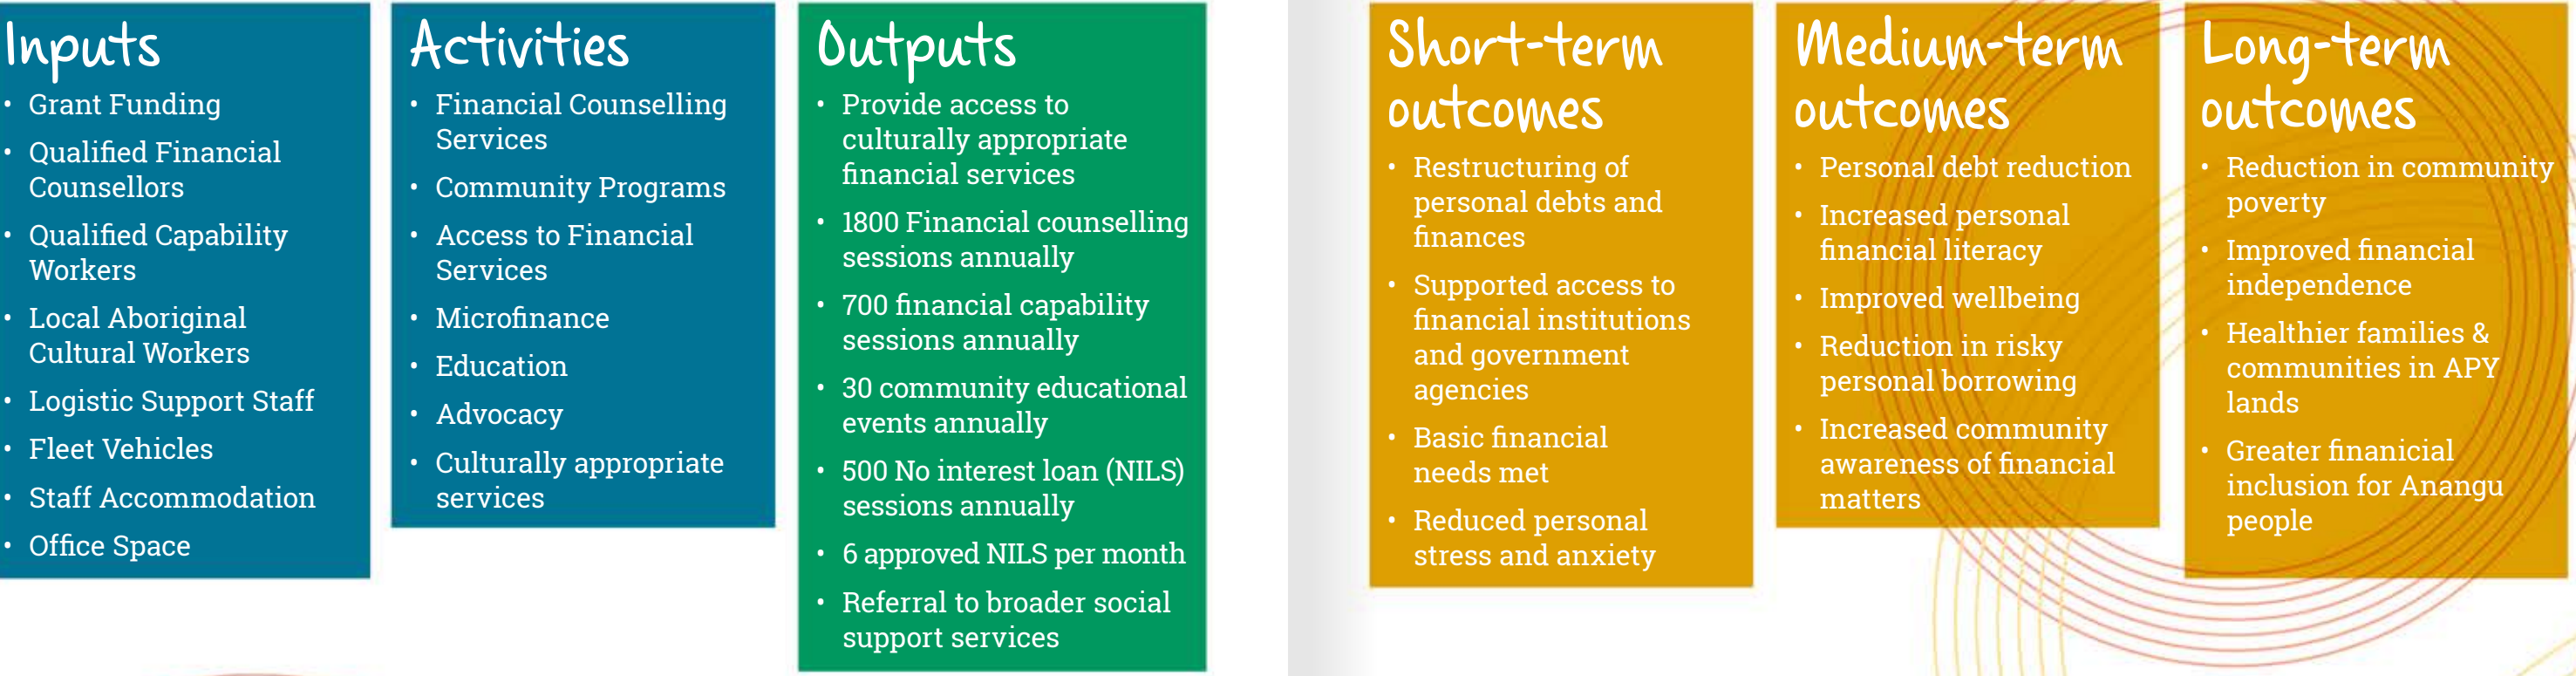 Inputs
• Grant Funding
• Qualified Financial
Counsellors
• Qualified Capability
Workers
• Local Aboriginal
Cultural Workers
• Logistic Support Staff
• Fleet Vehicles
• Staff Accommodation
• Office Space
Activities
• Financial Counselling
Services
• Community Programs
• Access to Financial
Services
• Microfinance
• Education
• Advocacy
• Culturally appropriate
services
Outputs
• Provide access to
culturally appropriate
financial services
• 1800 Financial counselling
sessions annually
• 700 financial capability
sessions annually
• 30 community educational
events annually
• 500 No interest loan (NILS)
sessions annually
• 6 approved NILS per month
• Referral to broader social
support services
Short-term
outcomes
• Restructuring of
personal debts and
finances
• Supported access to
financial institutions
and government
agencies
• Basic financial
needs met
• Reduced personal
stress and anxiety
Medium-term
outcomes
• Personal debt reduction
• Increased personal
financial literacy
• Improved wellbeing
• Reduction in risky
personal borrowing
• Increased community
awareness of financial
matters
Long-term
outcomes
• Reduction in community
poverty
• Improved financial
independence
• Healthier families &
communities in APY
lands
• Greater finanicial
inclusion for Anangu
people